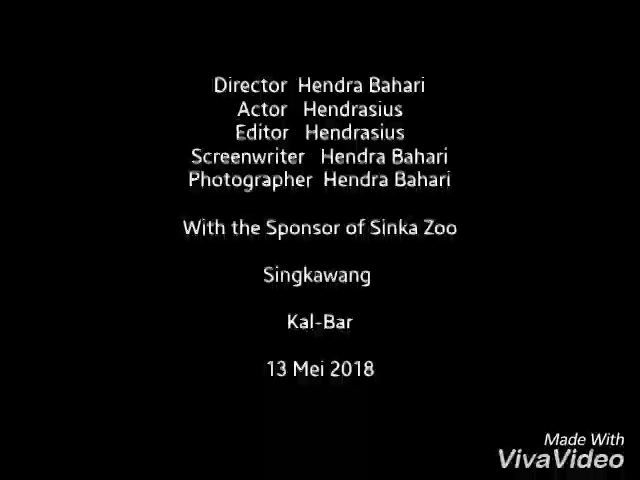 Director Hendra Bahari
Actor Hendrasius
Editor Hendrasius
Screenwriter Hendra Bahari
Photographer Hendra Bahari
With the Sponsor of Sinka Zoo
Singkawang
Kal-Bar
13 Mei 2018
Made With
VivaVideo